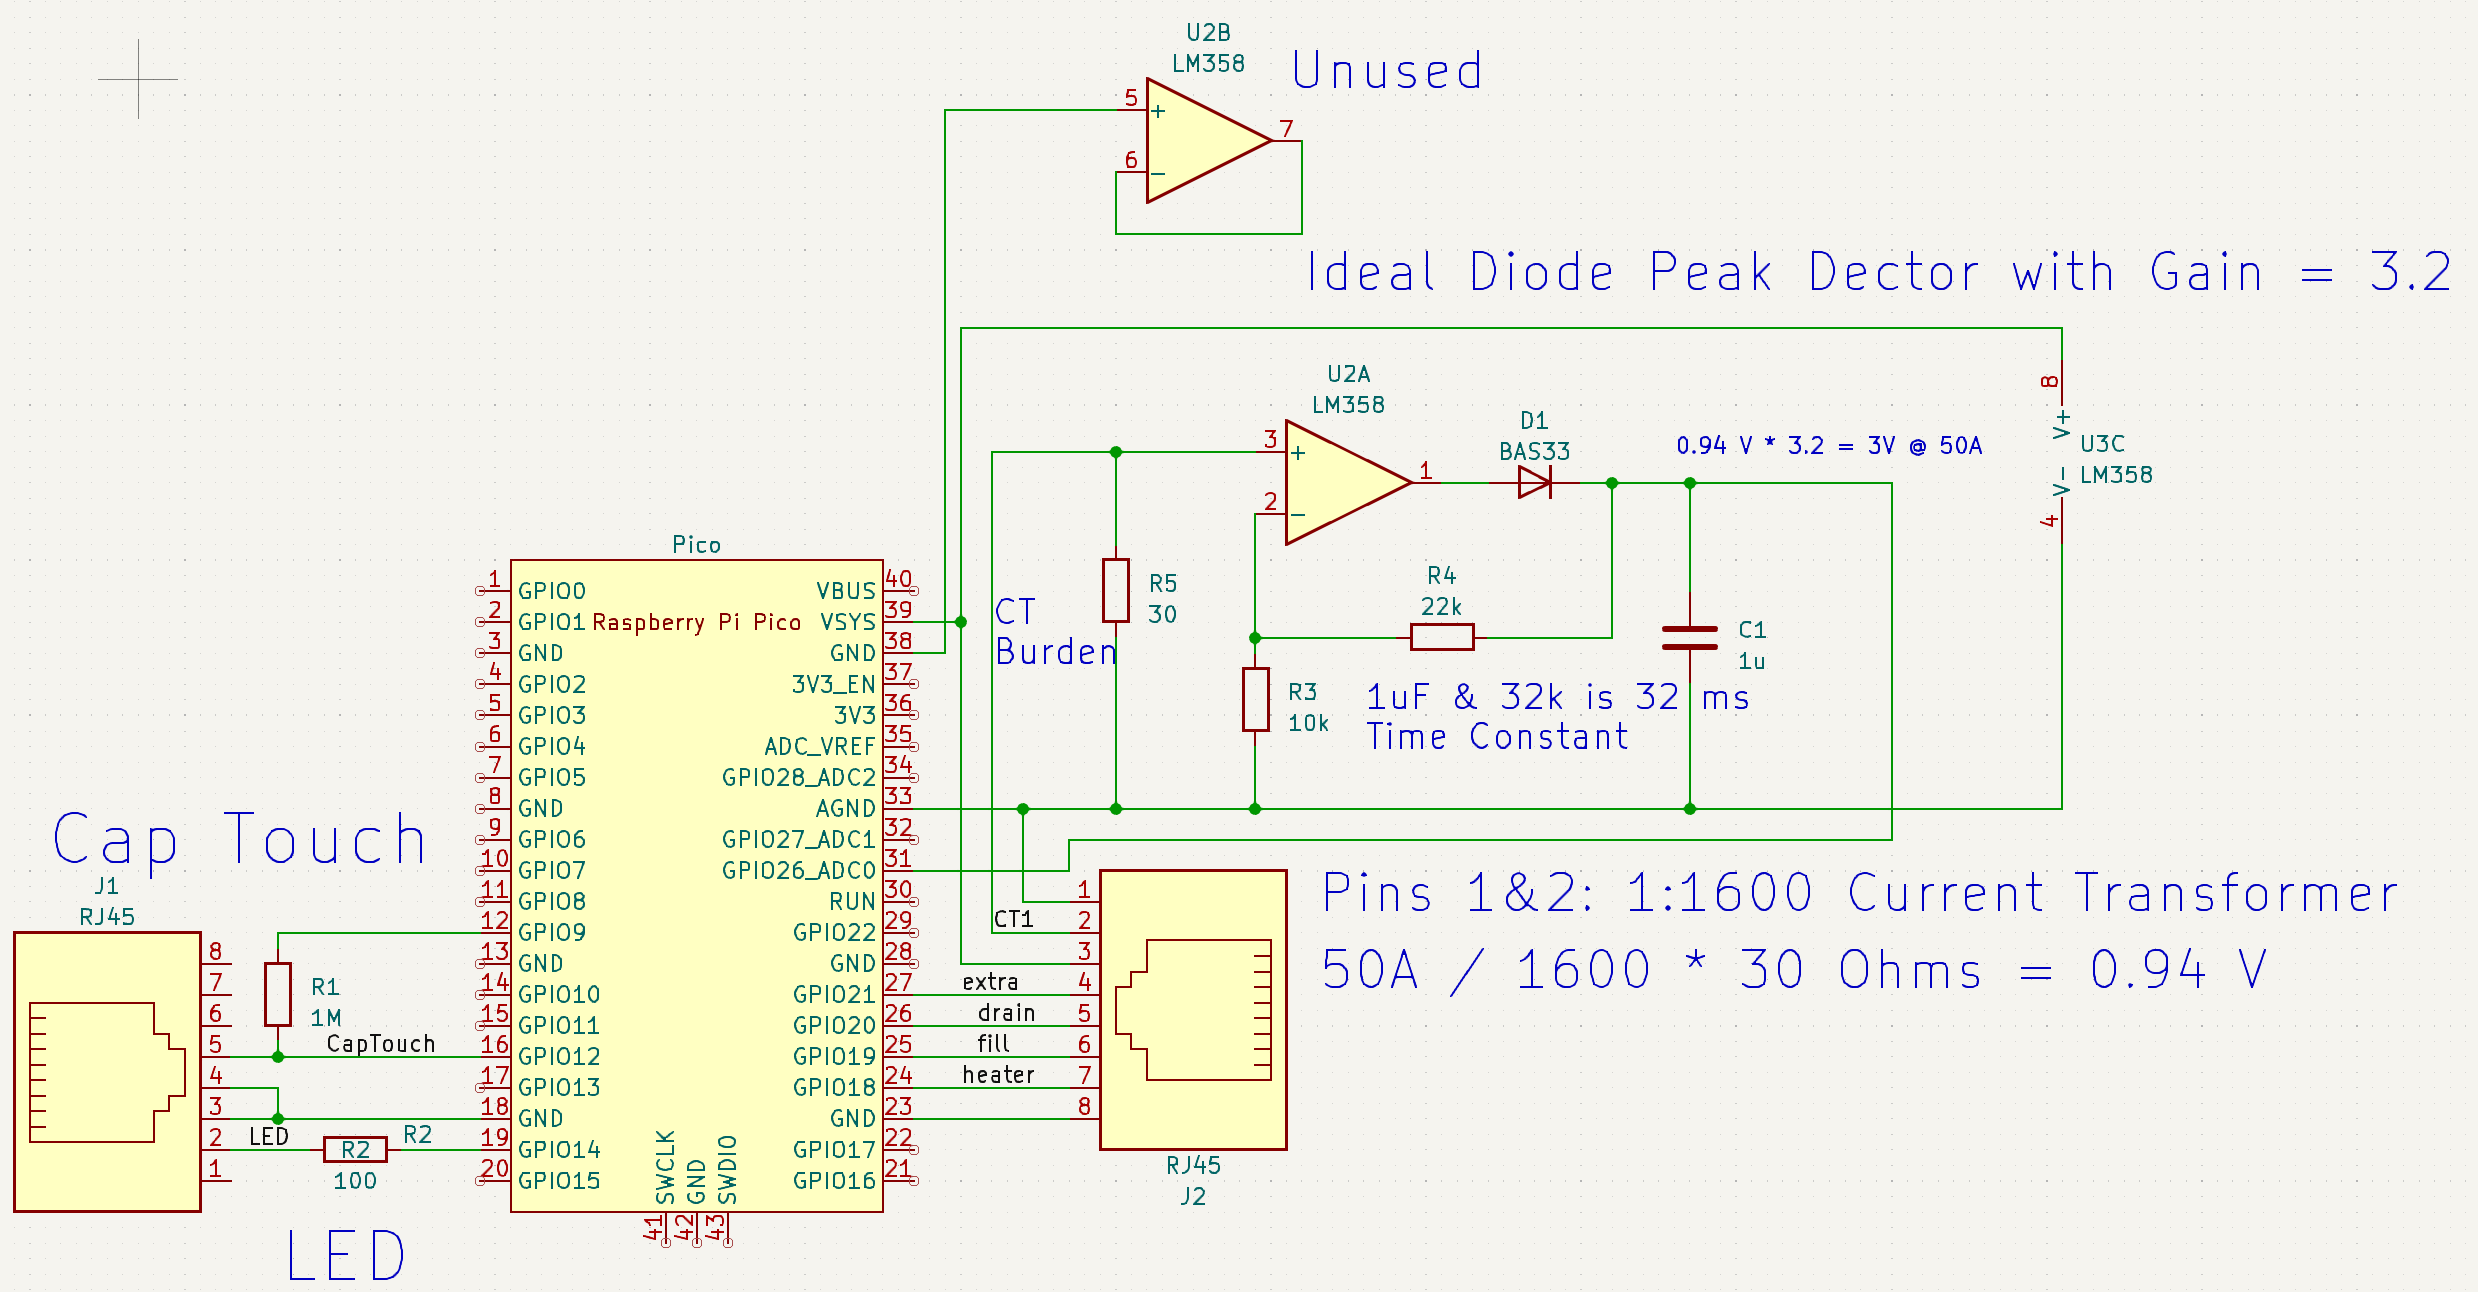 U2B
LM358
Unused
5
+
7
6
−
Ideal Diode Peak Dector with Gain = 3.2
U2A
LM358
3
+
1
2
−
D1
BAS33
0.94 V * 3.2 = 3V @ 50A
8
V+
U3C
V−
LM358
4
CT
Burden
R5
30
R4
22k
R3
10k
C1
1u
1uF & 32k is 32 ms
Time Constant
Pico
Raspberry Pi Pico
1 GPIO0
2 GPIO1
3 GND
4 GPIO2
5 GPIO3
6 GPIO4
7 GPIO5
8 GND
9 GPIO6
10 GPIO7
11 GPIO8
12 GPIO9
13 GND
14 GPIO10
15 GPIO11
16 GPIO12
17 GPIO13
18 GND
19 GPIO14
20 GPIO15
VBUS 40
VSYS 39
GND 38
3V3_EN 37
3V3 36
ADC_VREF 35
GPIO28_ADC2 34
AGND 33
GPIO27_ADC1 32
GPIO26_ADC0 31
RUN 30
GPIO22 29
GND 28
GPIO21 27
GPIO20 26
GPIO19 25
GPIO18 24
GND 23
GPIO17 22
GPIO16 21
SWCLK 41
GND 42
SWDIO 43
Cap Touch
J1
RJ45
8
7
6
5
4
3
2
1
R1
1M
CapTouch
LED
R2
R2
100
LED
CT1
extra
drain
fill
heater
1
2
3
4
5
6
7
8
RJ45
J2
Pins 1&2: 1:1600 Current Transformer
50A / 1600 * 30 Ohms = 0.94 V